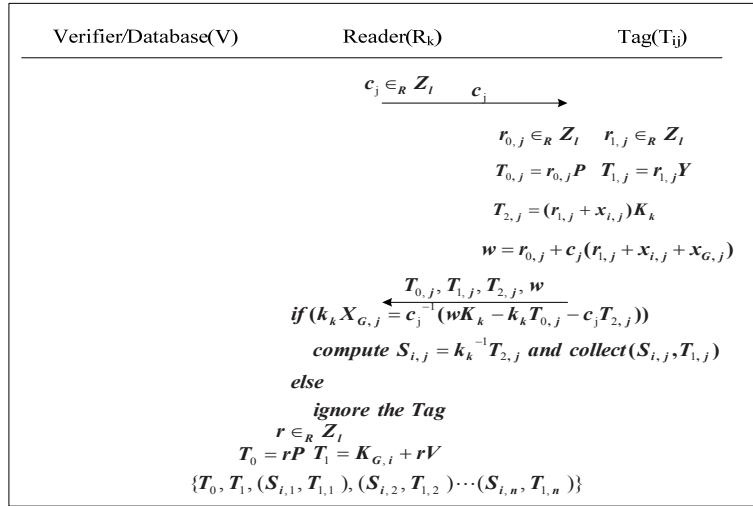 Verifier/Database(V) Reader(Rₖ) Tag(Tᵢⱼ)
c_j ∈_R Z_l c_j
r_{0,j} ∈_R Z_l r_{1,j} ∈_R Z_l
T_{0,j} = r_{0,j}P T_{1,j} = r_{1,j}Y
T_{2,j} = (r_{1,j} + x_{i,j})K_k
w = r_{0,j} + c_j(r_{1,j} + x_{i,j} + x_{G,j})
T_{0,j}, T_{1,j}, T_{2,j}, w
if (k_k X_{G,j} = c_j^{-1}(wK_k − k_k T_{0,j} − c_j T_{2,j}))
compute S_{i,j} = k_k^{-1}T_{2,j} and collect(S_{i,j}, T_{1,j})
else
ignore the Tag
r ∈_R Z_l
T_0 = rP T_1 = K_{G,i} + rV
{T_0, T_1, (S_{i,1}, T_{1,1}), (S_{i,2}, T_{1,2}) ⋯ (S_{i,n}, T_{1,n})}